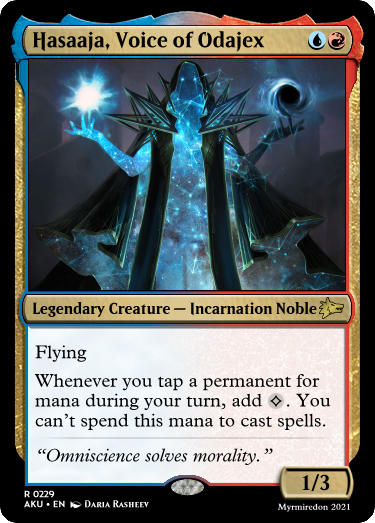 Hasaaja, Voice of Odajex
Legendary Creature — Incarnation Noble
Flying
Whenever you tap a permanent for
mana during your turn, add . You
can't spend this mana to cast spells.
“Omniscience solves morality.”
1/3
R 0229
AKU • EN Daria Rasheev
Myrmiredon 2021